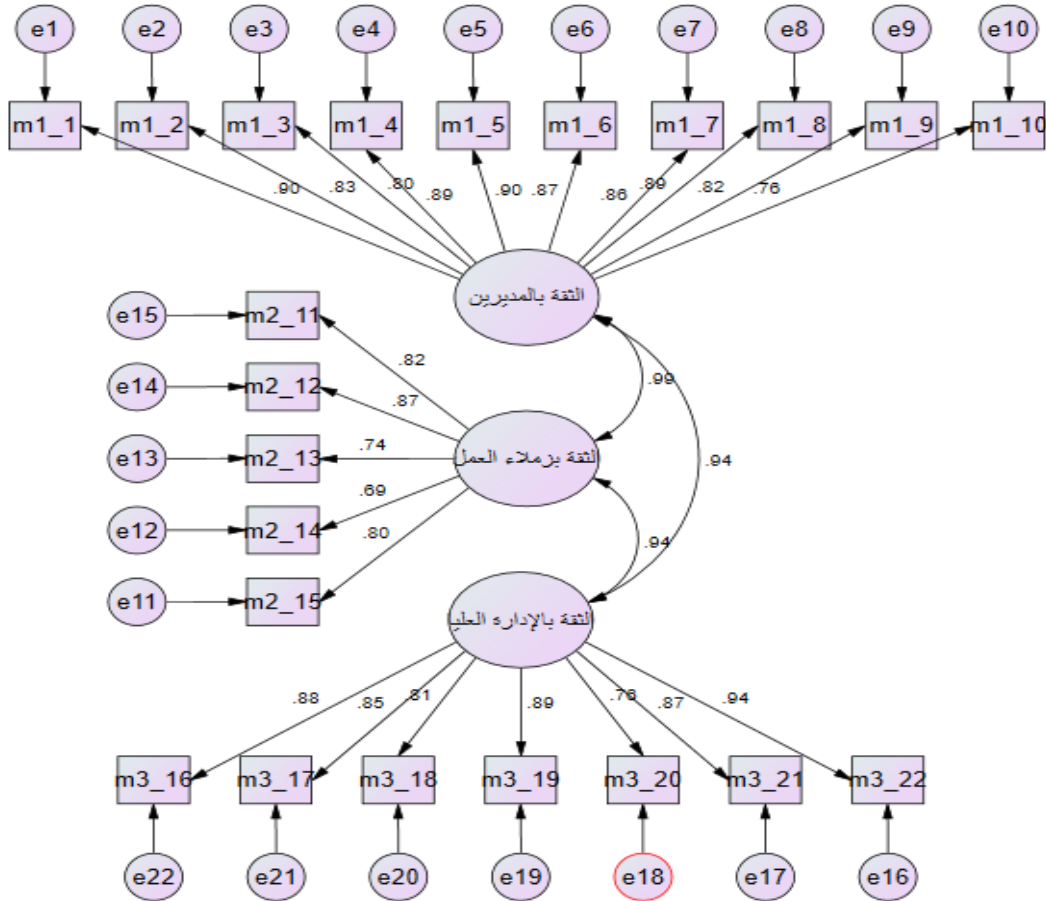 e1 e2 e3 e4 e5 e6 e7 e8 e9 e10
m1_1 m1_2 m1_3 m1_4 m1_5 m1_6 m1_7 m1_8 m1_9 m1_10
.90 .83 .80 .89 .90 .87 .86 .89 .82 .76
الثقة بالمديرين
e15 m2_11
.82
e14 m2_12
.87
.99
e13 m2_13
.74
الثقة بزملاء العمل
.94
e12 m2_14
.69
.80
.94
e11 m2_15
الثقة بالإداره العليا
.88 .85 .81 .89 .87 .94
m3_16 m3_17 m3_18 m3_19 m3_20 m3_21 m3_22
e22 e21 e20 e19 e18 e17 e16